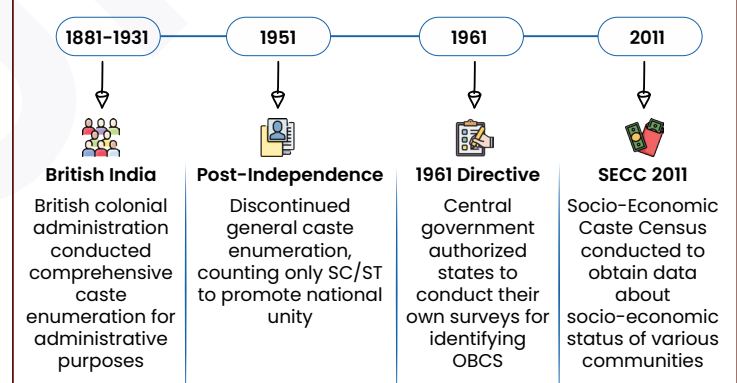 1881-1931
1951
1961
2011
British India
British colonial
administration
conducted
comprehensive
caste
enumeration for
administrative
purposes
Post-Independence
Discontinued
general caste
enumeration,
counting only SC/ST
to promote national
unity
1961 Directive
Central
government
authorized
states to
conduct their
own surveys for
identifying
OBCS
SECC 2011
Socio-Economic
Caste Census
conducted to
obtain data
about
socio-economic
status of various
communities